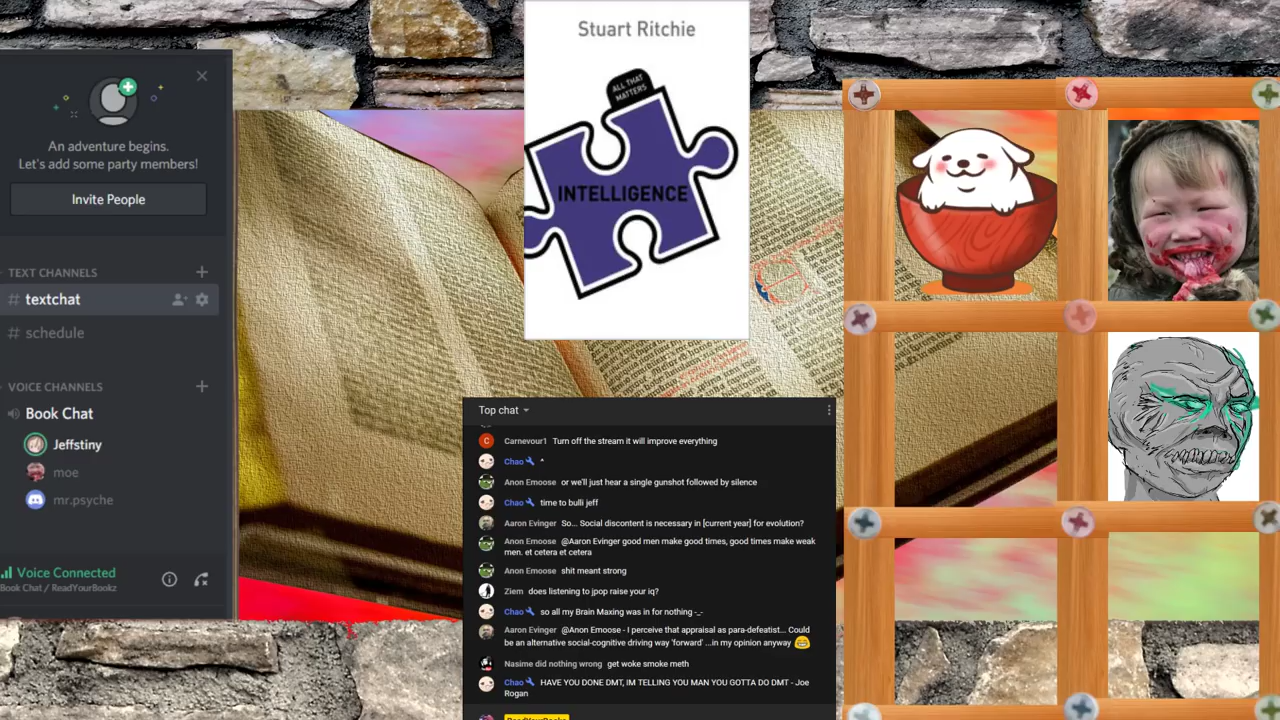 An adventure begins.
Let's add some party members!
Invite People
TEXT CHANNELS
# textchat
# schedule
VOICE CHANNELS
Book Chat
Jeffstiny
moe
mr.psyche
Voice Connected
Book Chat / ReadYourBookz
Stuart Ritchie
ALL THAT
MATTERS
INTELLIGENCE
Top chat
C Carnevour1 Turn off the stream it will improve everything
Chao ^
Anon Emoose or we'll just hear a single gunshot followed by silence
Chao time to bulli jeff
Aaron Evinger So... Social discontent is necessary in [current year] for evolution?
Anon Emoose @Aaron Evinger good men make good times, good times make weak
men. et cetera et cetera
Anon Emoose shit meant strong
Ziem does listening to jpop raise your iq?
Chao so all my Brain Maxing was in for nothing -_-
Aaron Evinger @Anon Emoose - I perceive that appraisal as para-defeatist... Could
be an alternative social-cognitive driving way 'forward' ...in my opinion anyway 😂
Nasime did nothing wrong get woke smoke meth
Chao HAVE YOU DONE DMT, IM TELLING YOU MAN YOU GOTTA DO DMT - Joe
Rogan